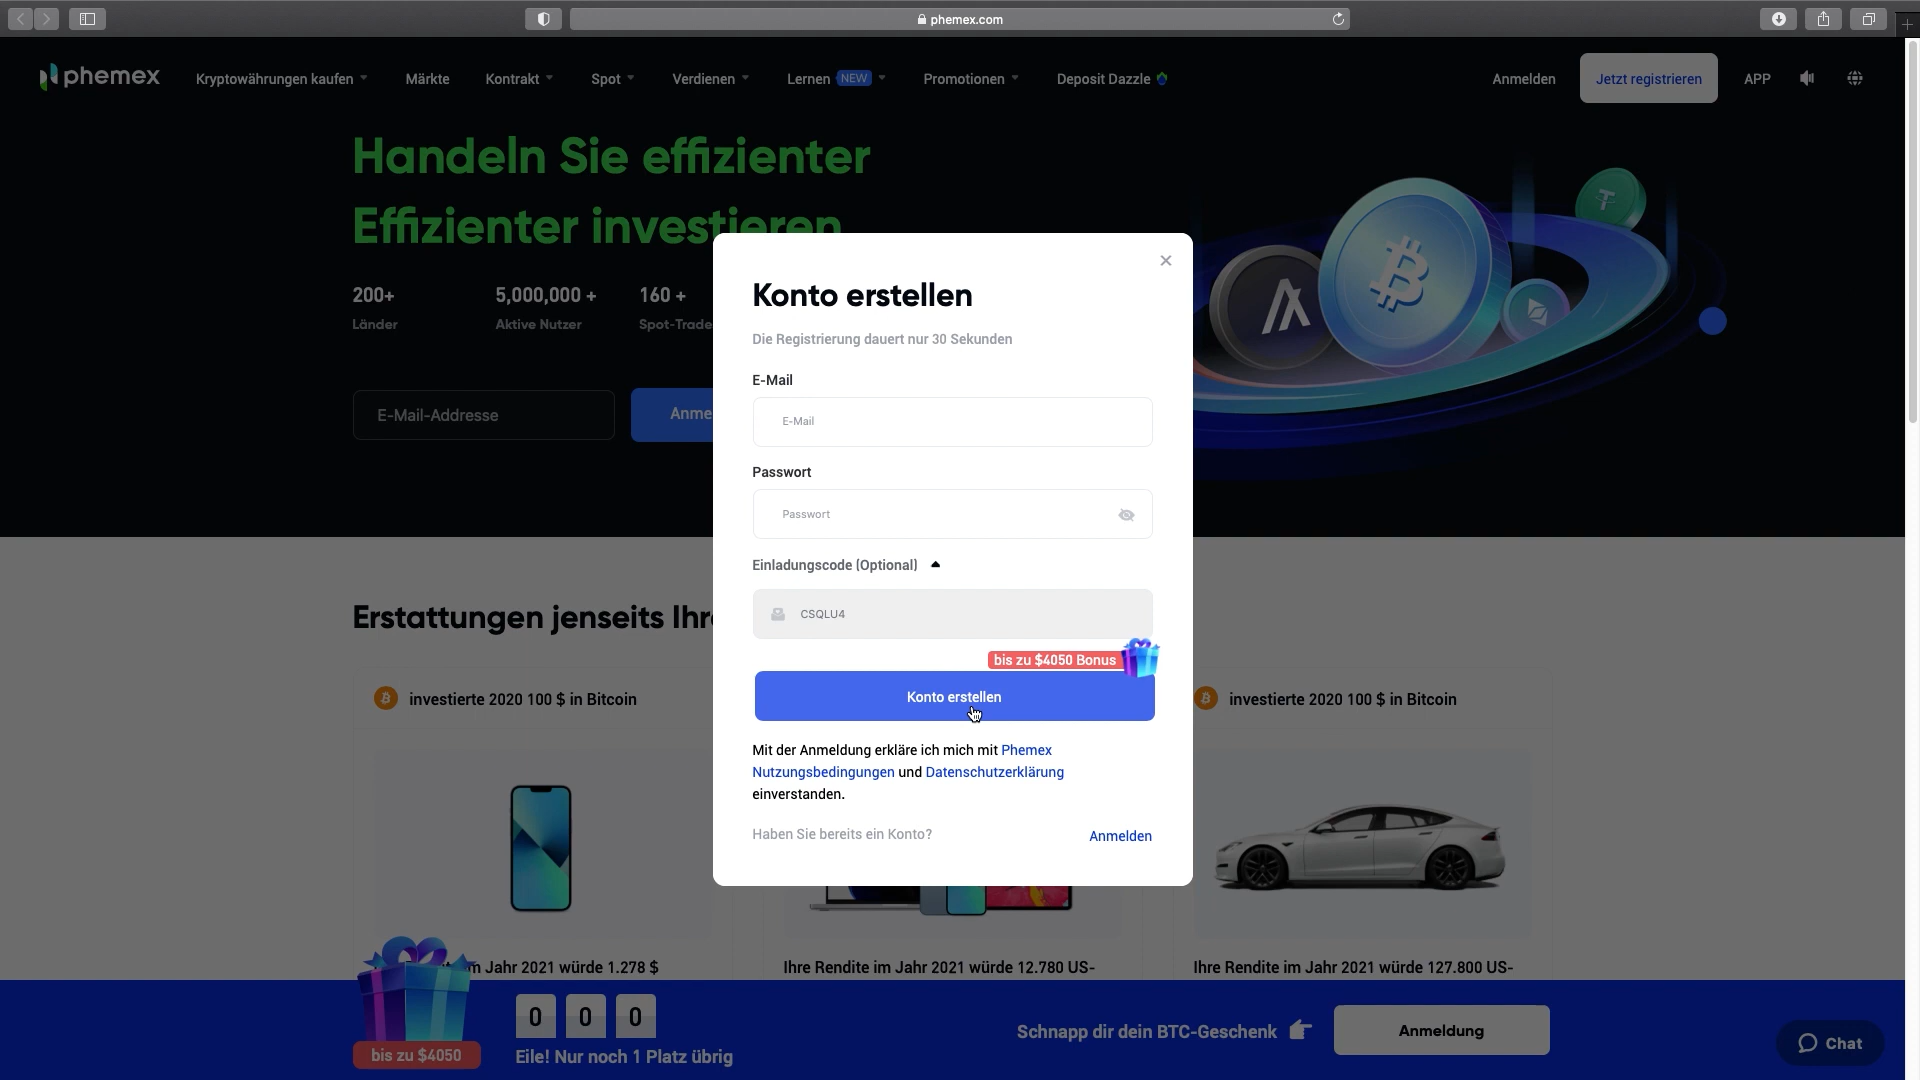 phemex.com
phemex
Kryptowährungen kaufen
Märkte
Kontrakt
Spot
Verdienen
Lernen NEW
Promotionen
Deposit Dazzle
Anmelden
Jetzt registrieren
APP
Handeln Sie effizienter
Effizienter investieren
200+
5,000,000 +
160 +
Länder
Aktive Nutzer
Spot-Trade
E-Mail-Addresse
Anme
Konto erstellen
Die Registrierung dauert nur 30 Sekunden
E-Mail
E-Mail
Passwort
Passwort
Einladungscode (Optional)
CSQLU4
bis zu $4050 Bonus
Konto erstellen
Mit der Anmeldung erkläre ich mich mit Phemex
Nutzungsbedingungen und Datenschutzerklärung
einverstanden.
Haben Sie bereits ein Konto?
Anmelden
Erstattungen jenseits Ihr
investierte 2020 100 $ in Bitcoin
investierte 2020 100 $ in Bitcoin
m Jahr 2021 würde 1.278 $
Ihre Rendite im Jahr 2021 würde 12.780 US-
Ihre Rendite im Jahr 2021 würde 127.800 US-
bis zu $4050
0 0 0
Eile! Nur noch 1 Platz übrig
Schnapp dir dein BTC-Geschenk
Anmeldung
Chat